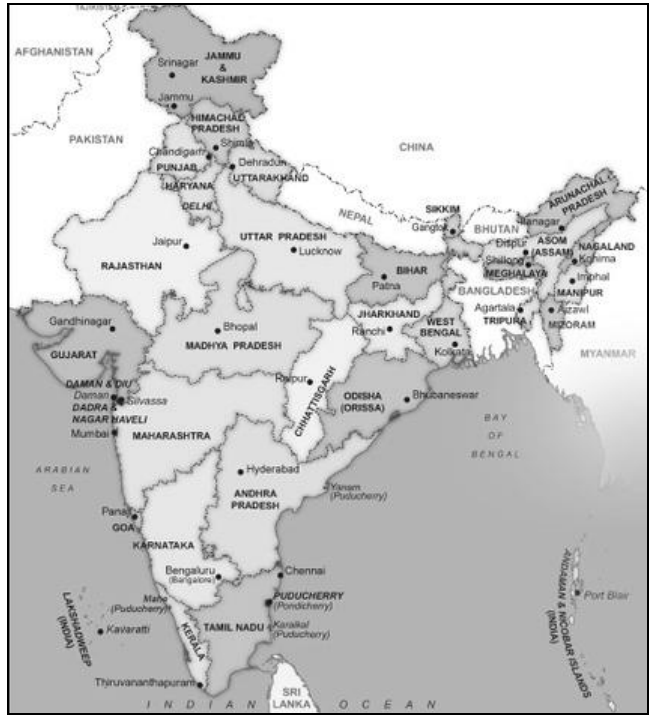 TAJIKISTAN
AFGHANISTAN
JAMMU
&
KASHMIR
Srinagar
Jammu
HIMACHAD
PRADESH
PAKISTAN
Shimla
Chandigarh
CHINA
PUNJAB
Dehradun
UTTARAKHAND
HARYANA
DELHI
ARUNACHAL
PRADESH
SIKKIM
NEPAL
Gangtok
BHUTAN
Itanagar
Jaipur
UTTAR PRADESH
Lucknow
Dispur
ASOM
(ASSAM)
NAGALAND
RAJASTHAN
BIHAR
Patna
Shillong
MEGHALAYA
Kohima
Imphal
BANGLADESH
MANIPUR
Gandhinagar
Bhopal
JHARKHAND
Ranchi
WEST
BENGAL
Agartala
TRIPURA
Aizawl
MIZORAM
GUJARAT
MADHYA PRADESH
Kolkata
MYANMAR
DAMAN & DIU
Daman
Silvassa
DADRA &
NAGAR HAVELI
Raipur
CHHATTISGARH
ODISHA
(ORISSA)
Bhubaneswar
Mumbai
MAHARASHTRA
BAY
OF
BENGAL
ARABIAN
SEA
Hyderabad
ANDHRA
PRADESH
Yanam
(Puducherry)
Panaji
GOA
KARNATAKA
Bengaluru
(Bangalore)
Chennai
Mahe
(Puducherry)
PUDUCHERRY
(Pondicherry)
LAKSHADWEEP
(INDIA)
Kavaratti
KERALA
TAMIL NADU
Karaikal
(Puducherry)
ANDAMAN & NICOBAR ISLANDS
(INDIA)
Port Blair
Thiruvananthapuram
SRI
LANKA
INDIAN OCEAN